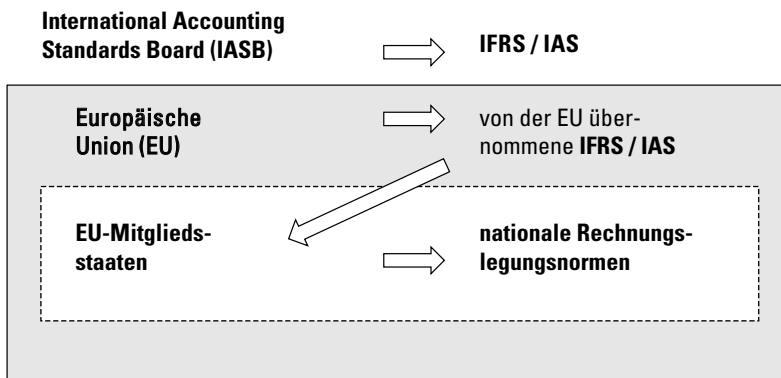 International Accounting
Standards Board (IASB)
IFRS / IAS
Europäische
Union (EU)
von der EU über-
nommene IFRS / IAS
EU-Mitglieds-
staaten
nationale Rechnungs-
legungsnormen